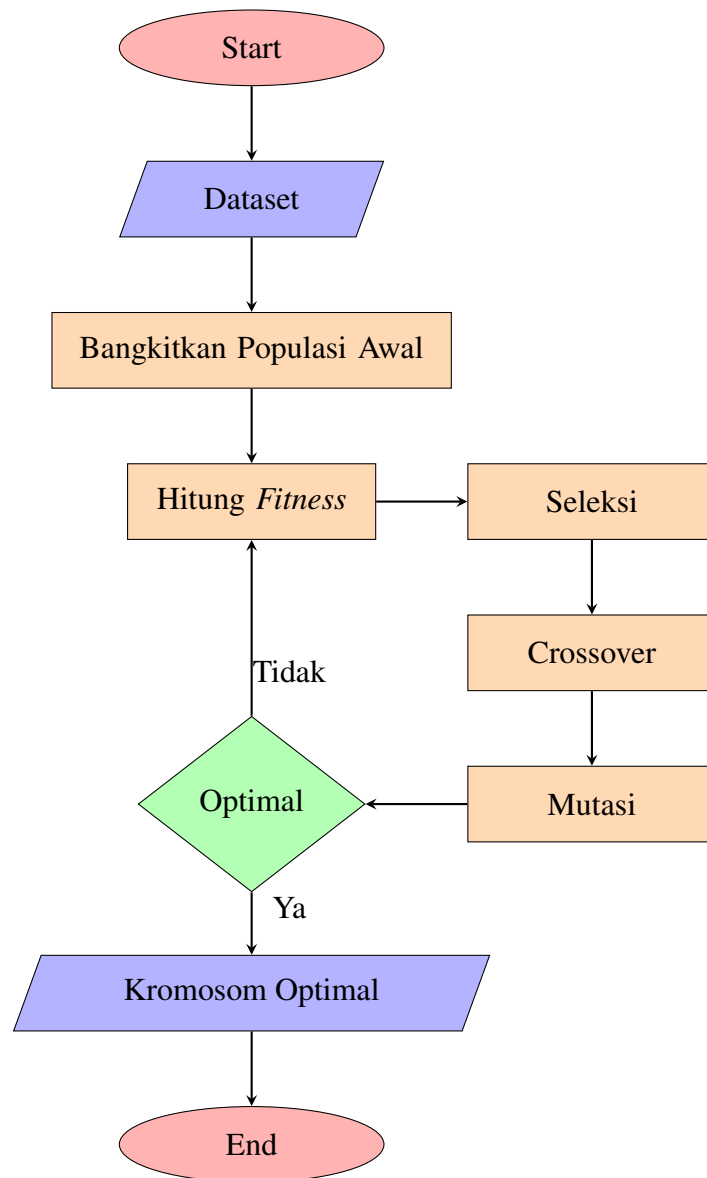 Start
Dataset
Bangkitkan Populasi Awal
Hitung Fitness
Seleksi
Crossover
Tidak
Optimal
Mutasi
Ya
Kromosom Optimal
End